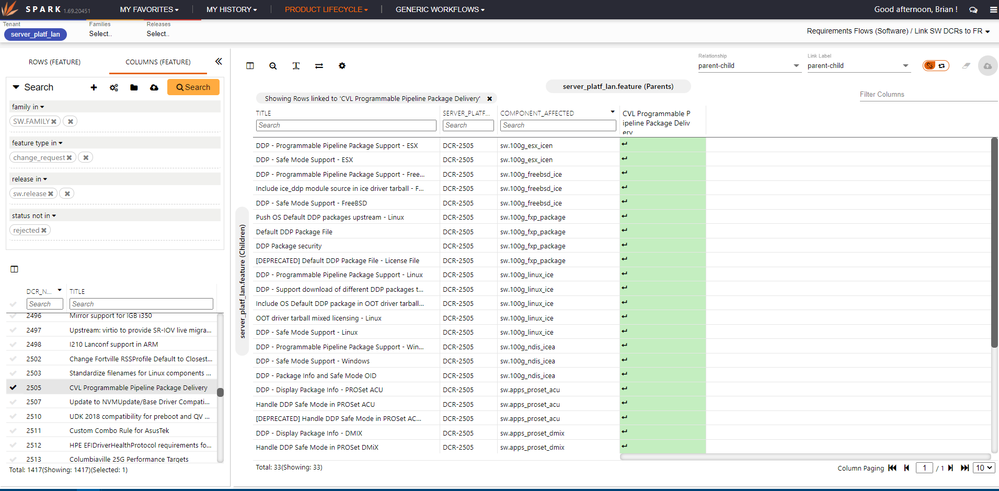 SPARK 1.69.20451
MY FAVORITES
MY HISTORY
PRODUCT LIFECYCLE
GENERIC WORKFLOWS
Good afternoon, Brian !
Tenant
server_platf_lan
Families
Select..
Releases
Select..
Requirements Flows (Software) / Link SW DCRs to FR
ROWS (FEATURE)
COLUMNS (FEATURE)
Search
Search
family in
SW.FAMILY
feature type in
change_request
release in
sw.release
status not in
rejected
DCR_N... TITLE
Search Search
2496 Mirror support for IGB i350
2497 Upstream: virtio to provide SR-IOV live migra...
2498 I210 Lanconf support in ARM
2502 Change Fortville RSSProfile Default to Closest...
2503 Standardize filenames for Linux components ...
2505 CVL Programmable Pipeline Package Delivery
2507 Update to NVMUpdate/Base Driver Compati...
2510 UDK 2018 compatibility for preboot and QV ...
2511 Custom Combo Rule for AsusTek
2512 HPE EFIDriverHealthProtocol requirements fo...
2513 Columbiaville 25G Performance Targets
Total: 1417(Showing: 1417)(Selected: 1)
Relationship
parent-child
Link Label
parent-child
server_platf_lan.feature (Parents)
Filter Columns
Showing Rows linked to 'CVL Programmable Pipeline Package Delivery'
server_platf_lan.feature (Children)
TITLE SERVER_PLATF... COMPONENT_AFFECTED
Search Search Search
CVL Programmable P
ipeline Package Deliv
ery
DDP - Programmable Pipeline Package Support - ESX DCR-2505 sw.100g_esx_icen
DDP - Safe Mode Support - ESX DCR-2505 sw.100g_esx_icen
DDP - Programmable Pipeline Package Support - Free... DCR-2505 sw.100g_freebsd_ice
Include ice_ddp module source in ice driver tarball - F... DCR-2505 sw.100g_freebsd_ice
DDP - Safe Mode Support - FreeBSD DCR-2505 sw.100g_freebsd_ice
Push OS Default DDP packages upstream - Linux DCR-2505 sw.100g_fxp_package
Default DDP Package File DCR-2505 sw.100g_fxp_package
DDP Package security DCR-2505 sw.100g_fxp_package
[DEPRECATED] Default DDP Package File - License File DCR-2505 sw.100g_fxp_package
DDP - Programmable Pipeline Package Support - Linux DCR-2505 sw.100g_linux_ice
DDP - Support download of different DDP packages t... DCR-2505 sw.100g_linux_ice
Include OS Default DDP package in OOT driver tarball... DCR-2505 sw.100g_linux_ice
OOT driver tarball mixed licensing - Linux DCR-2505 sw.100g_linux_ice
DDP - Safe Mode Support - Linux DCR-2505 sw.100g_linux_ice
DDP - Programmable Pipeline Package Support - Win... DCR-2505 sw.100g_ndis_icea
DDP - Safe Mode Support - Windows DCR-2505 sw.100g_ndis_icea
DDP - Package Info and Safe Mode OID DCR-2505 sw.100g_ndis_icea
DDP - Display Package Info - PROSet ACU DCR-2505 sw.apps_proset_acu
Handle DDP Safe Mode in PROSet ACU DCR-2505 sw.apps_proset_acu
[DEPRECATED] Handle DDP Safe Mode in PROSet AC... DCR-2505 sw.apps_proset_acu
DDP - Display Package Info - DMIX DCR-2505 sw.apps_proset_dmix
Handle DDP Safe Mode in PROSet DMiX DCR-2505 sw.apps_proset_dmix
Total: 33(Showing: 33)
Column Paging 1 / 1 10